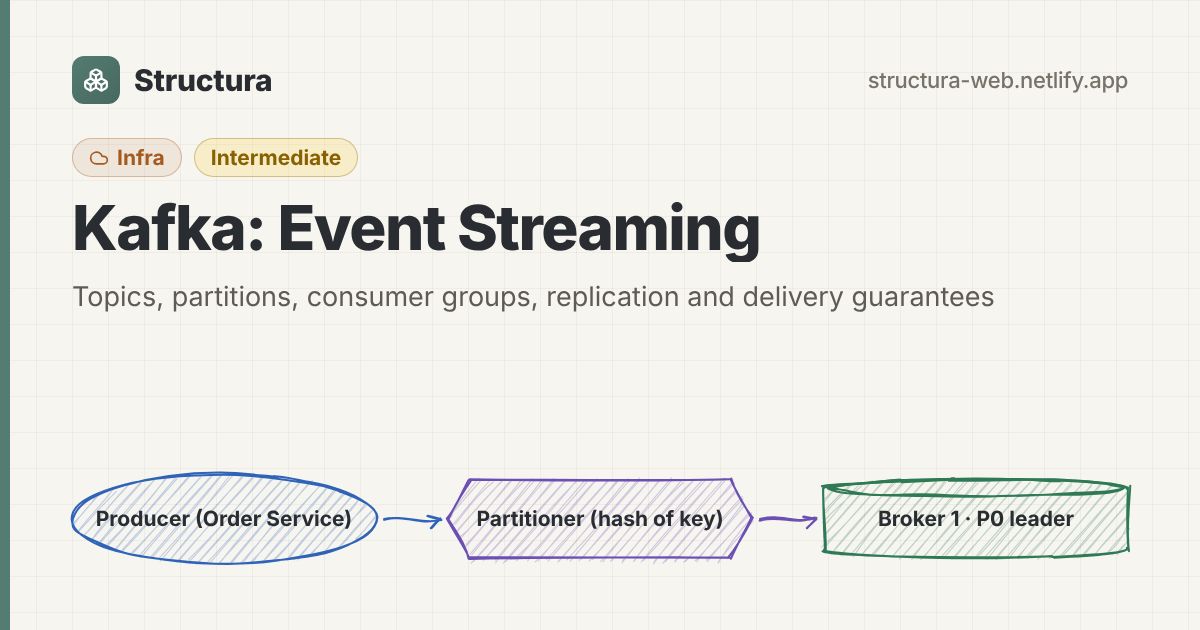 Structura
structura-web.netlify.app
Infra
Intermediate
Kafka: Event Streaming
Topics, partitions, consumer groups, replication and delivery guarantees
Producer (Order Service)
Partitioner (hash of key)
Broker 1 · P0 leader